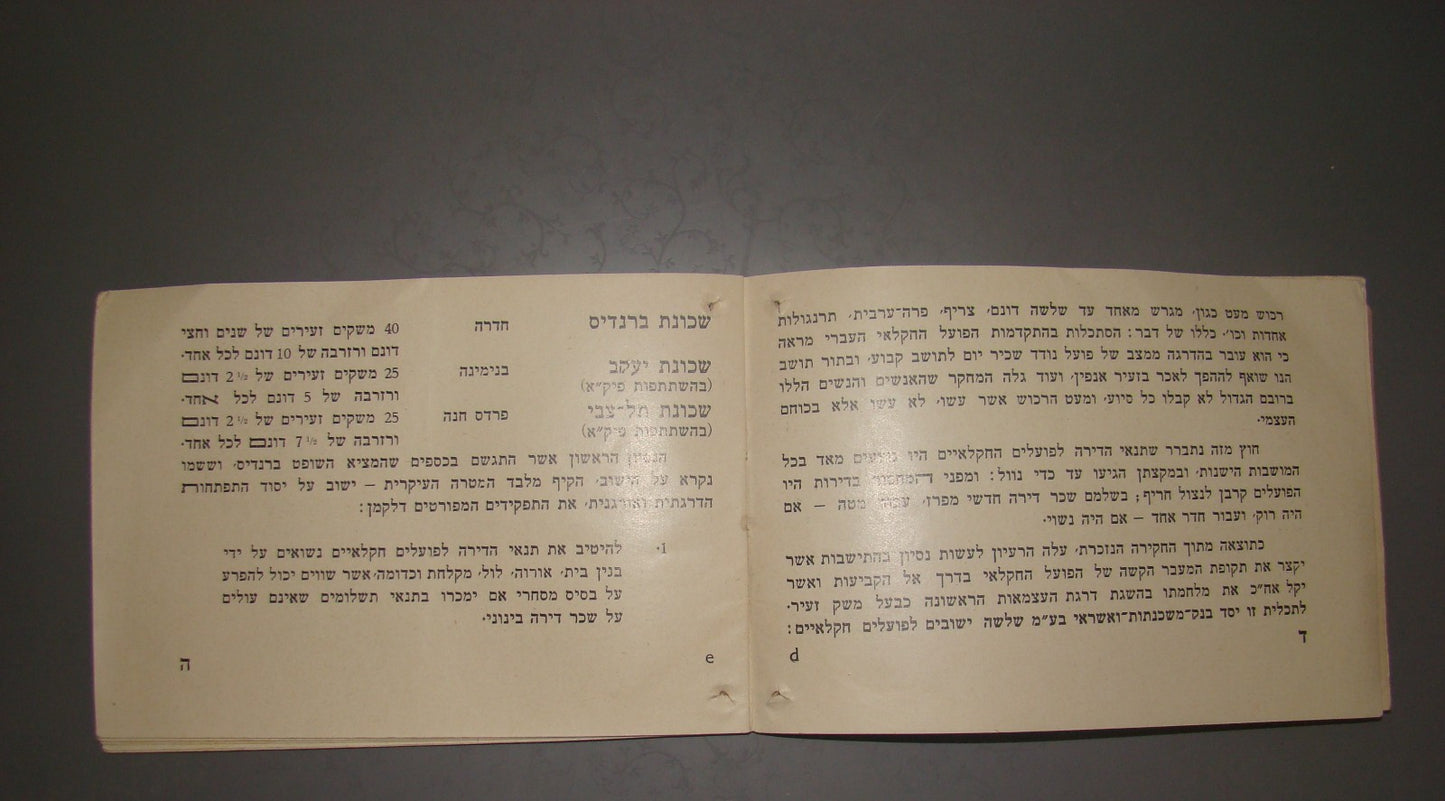 רכוש מעט כגון, מגרש מאחד עד שלשה דונם, צריף, פרה־ערבית, תרנגולות
אחדות וכו׳. כללו של דבר: הסתכלות בהתקדמות הפועל החקלאי העברי מראה
כי הוא עובר בהדרגה ממצב של פועל נודד שכיר יום לתושב קבוע, ובתור תושב
הנו שואף לההפך לאכר בזעיר אנפין, ועוד גלה המחקר שהאנשים והנשים הללו
ברובם הגדול לא קבלו כל סיוע, ומעט הרכוש אשר עשו, לא עשו אלא בכוחם
העצמי.
חוץ מזה נתברר שתנאי הדירה לפועלים החקלאיים היו גרועים מאד בכל
המושבות הישנות, ובמקצתן הגיעו עד כדי נוול: ומפני דהמחסור בדירות היו
הפועלים קרבן לנצול חריף; בשלמם שכר דירה חדשי מפרז, עבור מטה — אם
היה רוק, ועבור חדר אחד — אם היה נשוי.
כתוצאה מתוך החקירה הנזכרת, עלה הרעיון לעשות נסיון בהתישבות אשר
יקצר את תקופת המעבר הקשה של הפועל החקלאי בדרך אל הקביעות ואשר
יקל אח״כ את מלחמתו בהשגת דרגת העצמאות הראשונה כבעל משק זעיר.
לתכלית זו יסד בנק־משכנתות־ואשראי בע״מ שלשה ישובים לפועלים חקלאיים:
ד
d
שכונת ברנדיס חדרה 40 משקים זעירים של שנים וחצי
דונם ורזרבה של 10 דונם לכל אחד.
שכונת יעקב בנימינה 25 משקים זעירים של 2 1/2 דונם
(בהשתתפות פיק״א) ורזרבה של 5 דונם לכל אחד.
שכונת תל־צבי פרדס חנה 25 משקים זעירים של 2 1/2 דונם
(בהשתתפות פיק״א) ורזרבה של 7 1/2 דונם לכל אחד.
הנסיון הראשון אשר התגשם בכספים שהמציא השופט ברנדיס, וששמו
נקרא על הישוב, הקיף מלבד המטרה העיקרית — ישוב על יסוד התפתחות
הדרגתית ואורגנית, את התפקידים המפורטים דלקמן:
1. להיטיב את תנאי הדירה לפועלים חקלאיים נשואים על ידי
בנין בית, אורוה, לול, מקלחת וכדומה, אשר שווים יכול להפרע
על בסיס מסחרי אם ימכרו בתנאי תשלומים שאינם עולים
על שכר דירה בינוני.
e
ה